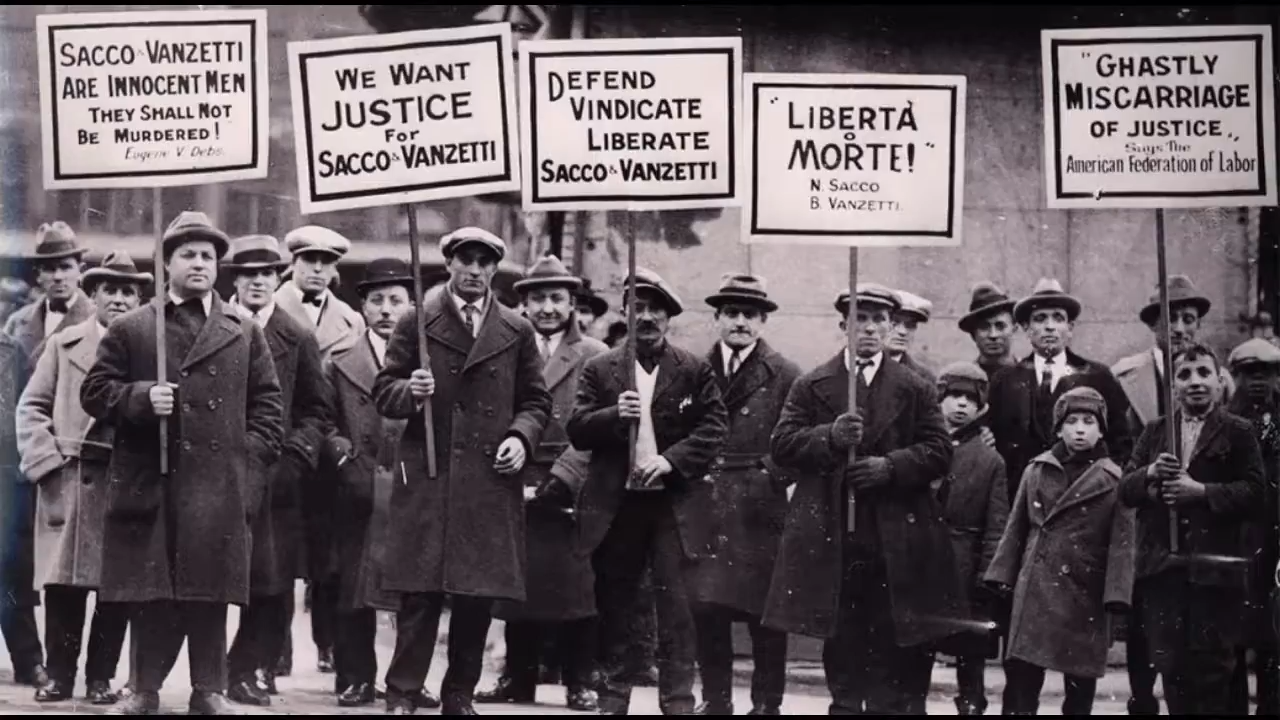 SACCO & VANZETTI
ARE INNOCENT MEN
THEY SHALL NOT
BE MURDERED!
Eugene V. Debs.
WE WANT
JUSTICE
FOR
SACCO & VANZETTI
DEFEND
VINDICATE
LIBERATE
SACCO & VANZETTI
"LIBERTÀ
O
MORTE!"
N. SACCO
B. VANZETTI.
"GHASTLY
MISCARRIAGE
OF JUSTICE,"
Says The
American Federation of Labor